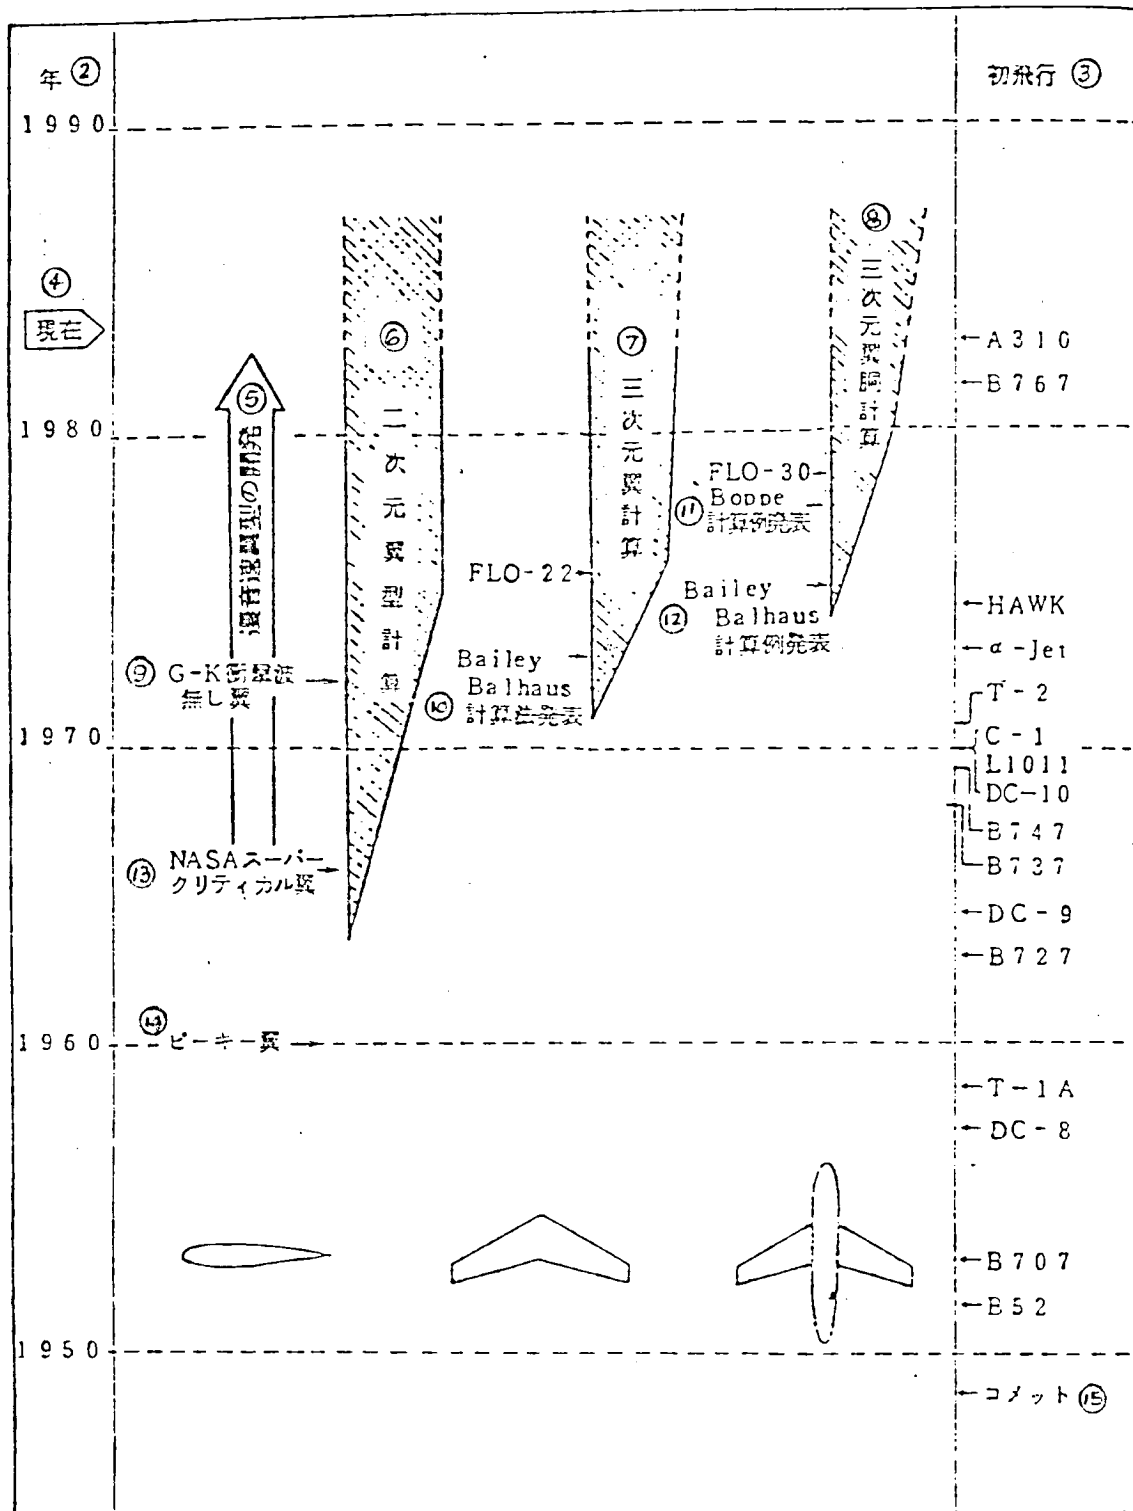 年 ②
初飛行 ③
1990
④
現在
⑤
遷音速翼型の開発
⑥
二次元翼型計算
⑦
三次元翼計算
⑧
三次元翼胴計算
A310
B767
1980
FLO-30
⑪ Boppe
計算例発表
FLO-22
Bailey
⑫ Balhaus
計算例発表
HAWK
α-Jet
⑨ G-K衝撃波
無し翼
Bailey
Balhaus
⑩ 計算法発表
T-2
1970
C-1
L1011
DC-10
B747
B737
⑬ NASAスーパー
クリティカル翼
DC-9
B727
⑭
1960
ピーキー翼
T-1A
DC-8
B707
B52
1950
コメット ⑮